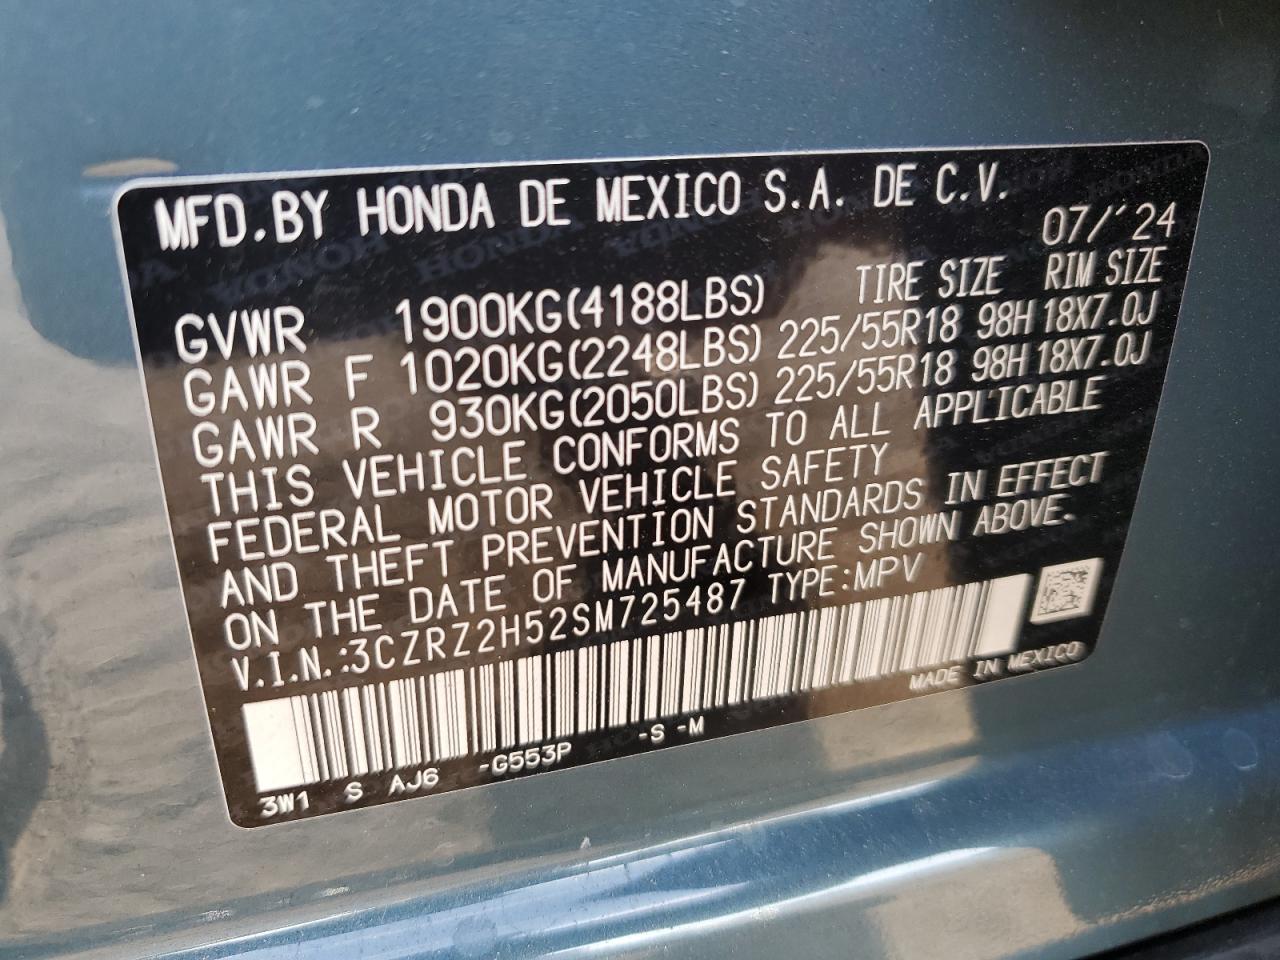 MFD.BY HONDA DE MEXICO S.A. DE C.V.
07/'24
TIRE SIZE RIM SIZE
GVWR 1900KG(4188LBS)
GAWR F 1020KG(2248LBS) 225/55R18 98H 18X7.0J
GAWR R 930KG(2050LBS) 225/55R18 98H 18X7.0J
THIS VEHICLE CONFORMS TO ALL APPLICABLE
FEDERAL MOTOR VEHICLE SAFETY
AND THEFT PREVENTION STANDARDS IN EFFECT
ON THE DATE OF MANUFACTURE SHOWN ABOVE.
V.I.N.:3CZRZ2H52SM725487 TYPE:MPV
MADE IN MEXICO
3W1 S AJ6 -G553P -S -M